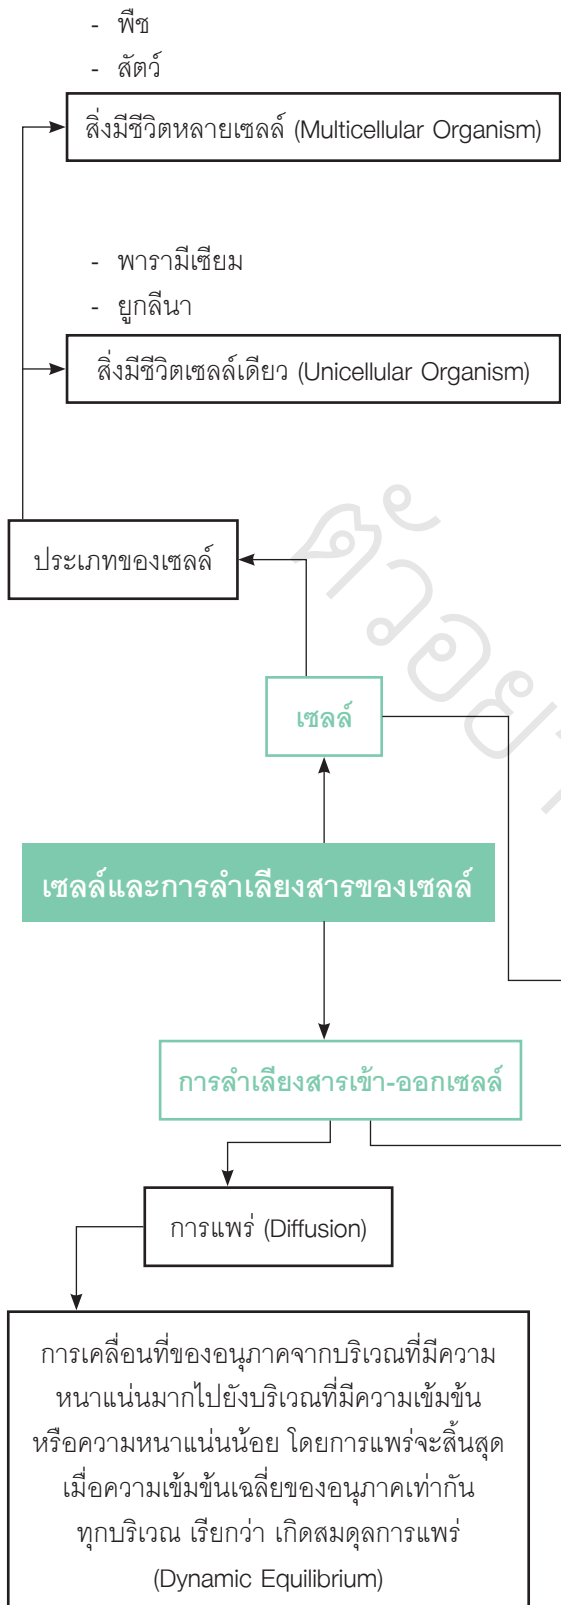 - พืช
- สัตว์
สิ่งมีชีวิตหลายเซลล์ (Multicellular Organism)
- พารามีเซียม
- ยูกลีนา
สิ่งมีชีวิตเซลล์เดียว (Unicellular Organism)
ประเภทของเซลล์
เซลล์
เซลล์และการลำเลียงสารของเซลล์
การลำเลียงสารเข้า-ออกเซลล์
การแพร่ (Diffusion)
การเคลื่อนที่ของอนุภาคจากบริเวณที่มีความ
หนาแน่นมากไปยังบริเวณที่มีความเข้มข้น
หรือความหนาแน่นน้อย โดยการแพร่จะสิ้นสุด
เมื่อความเข้มข้นเฉลี่ยของอนุภาคเท่ากัน
ทุกบริเวณ เรียกว่า เกิดสมดุลการแพร่
(Dynamic Equilibrium)